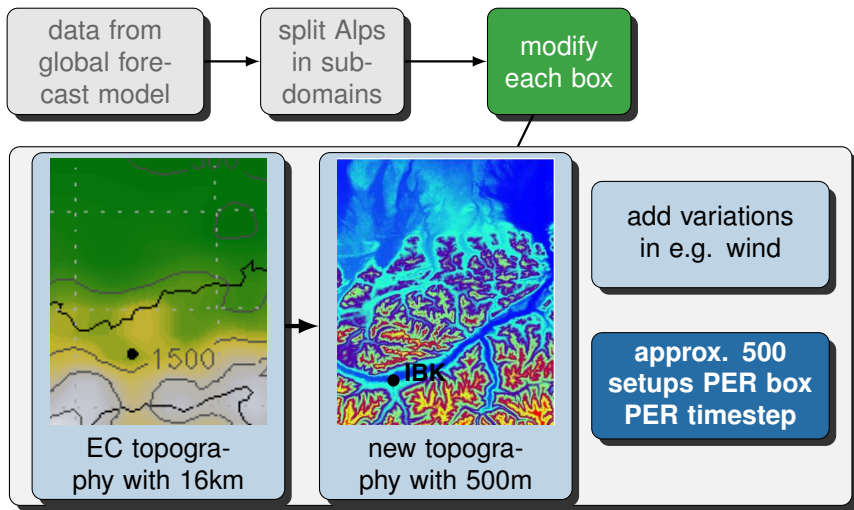 data from
global fore-
cast model
split Alps
in sub-
domains
modify
each box
1500
IBK
EC topogra-
phy with 16km
new topogra-
phy with 500m
add variations
in e.g. wind
approx. 500
setups PER box
PER timestep